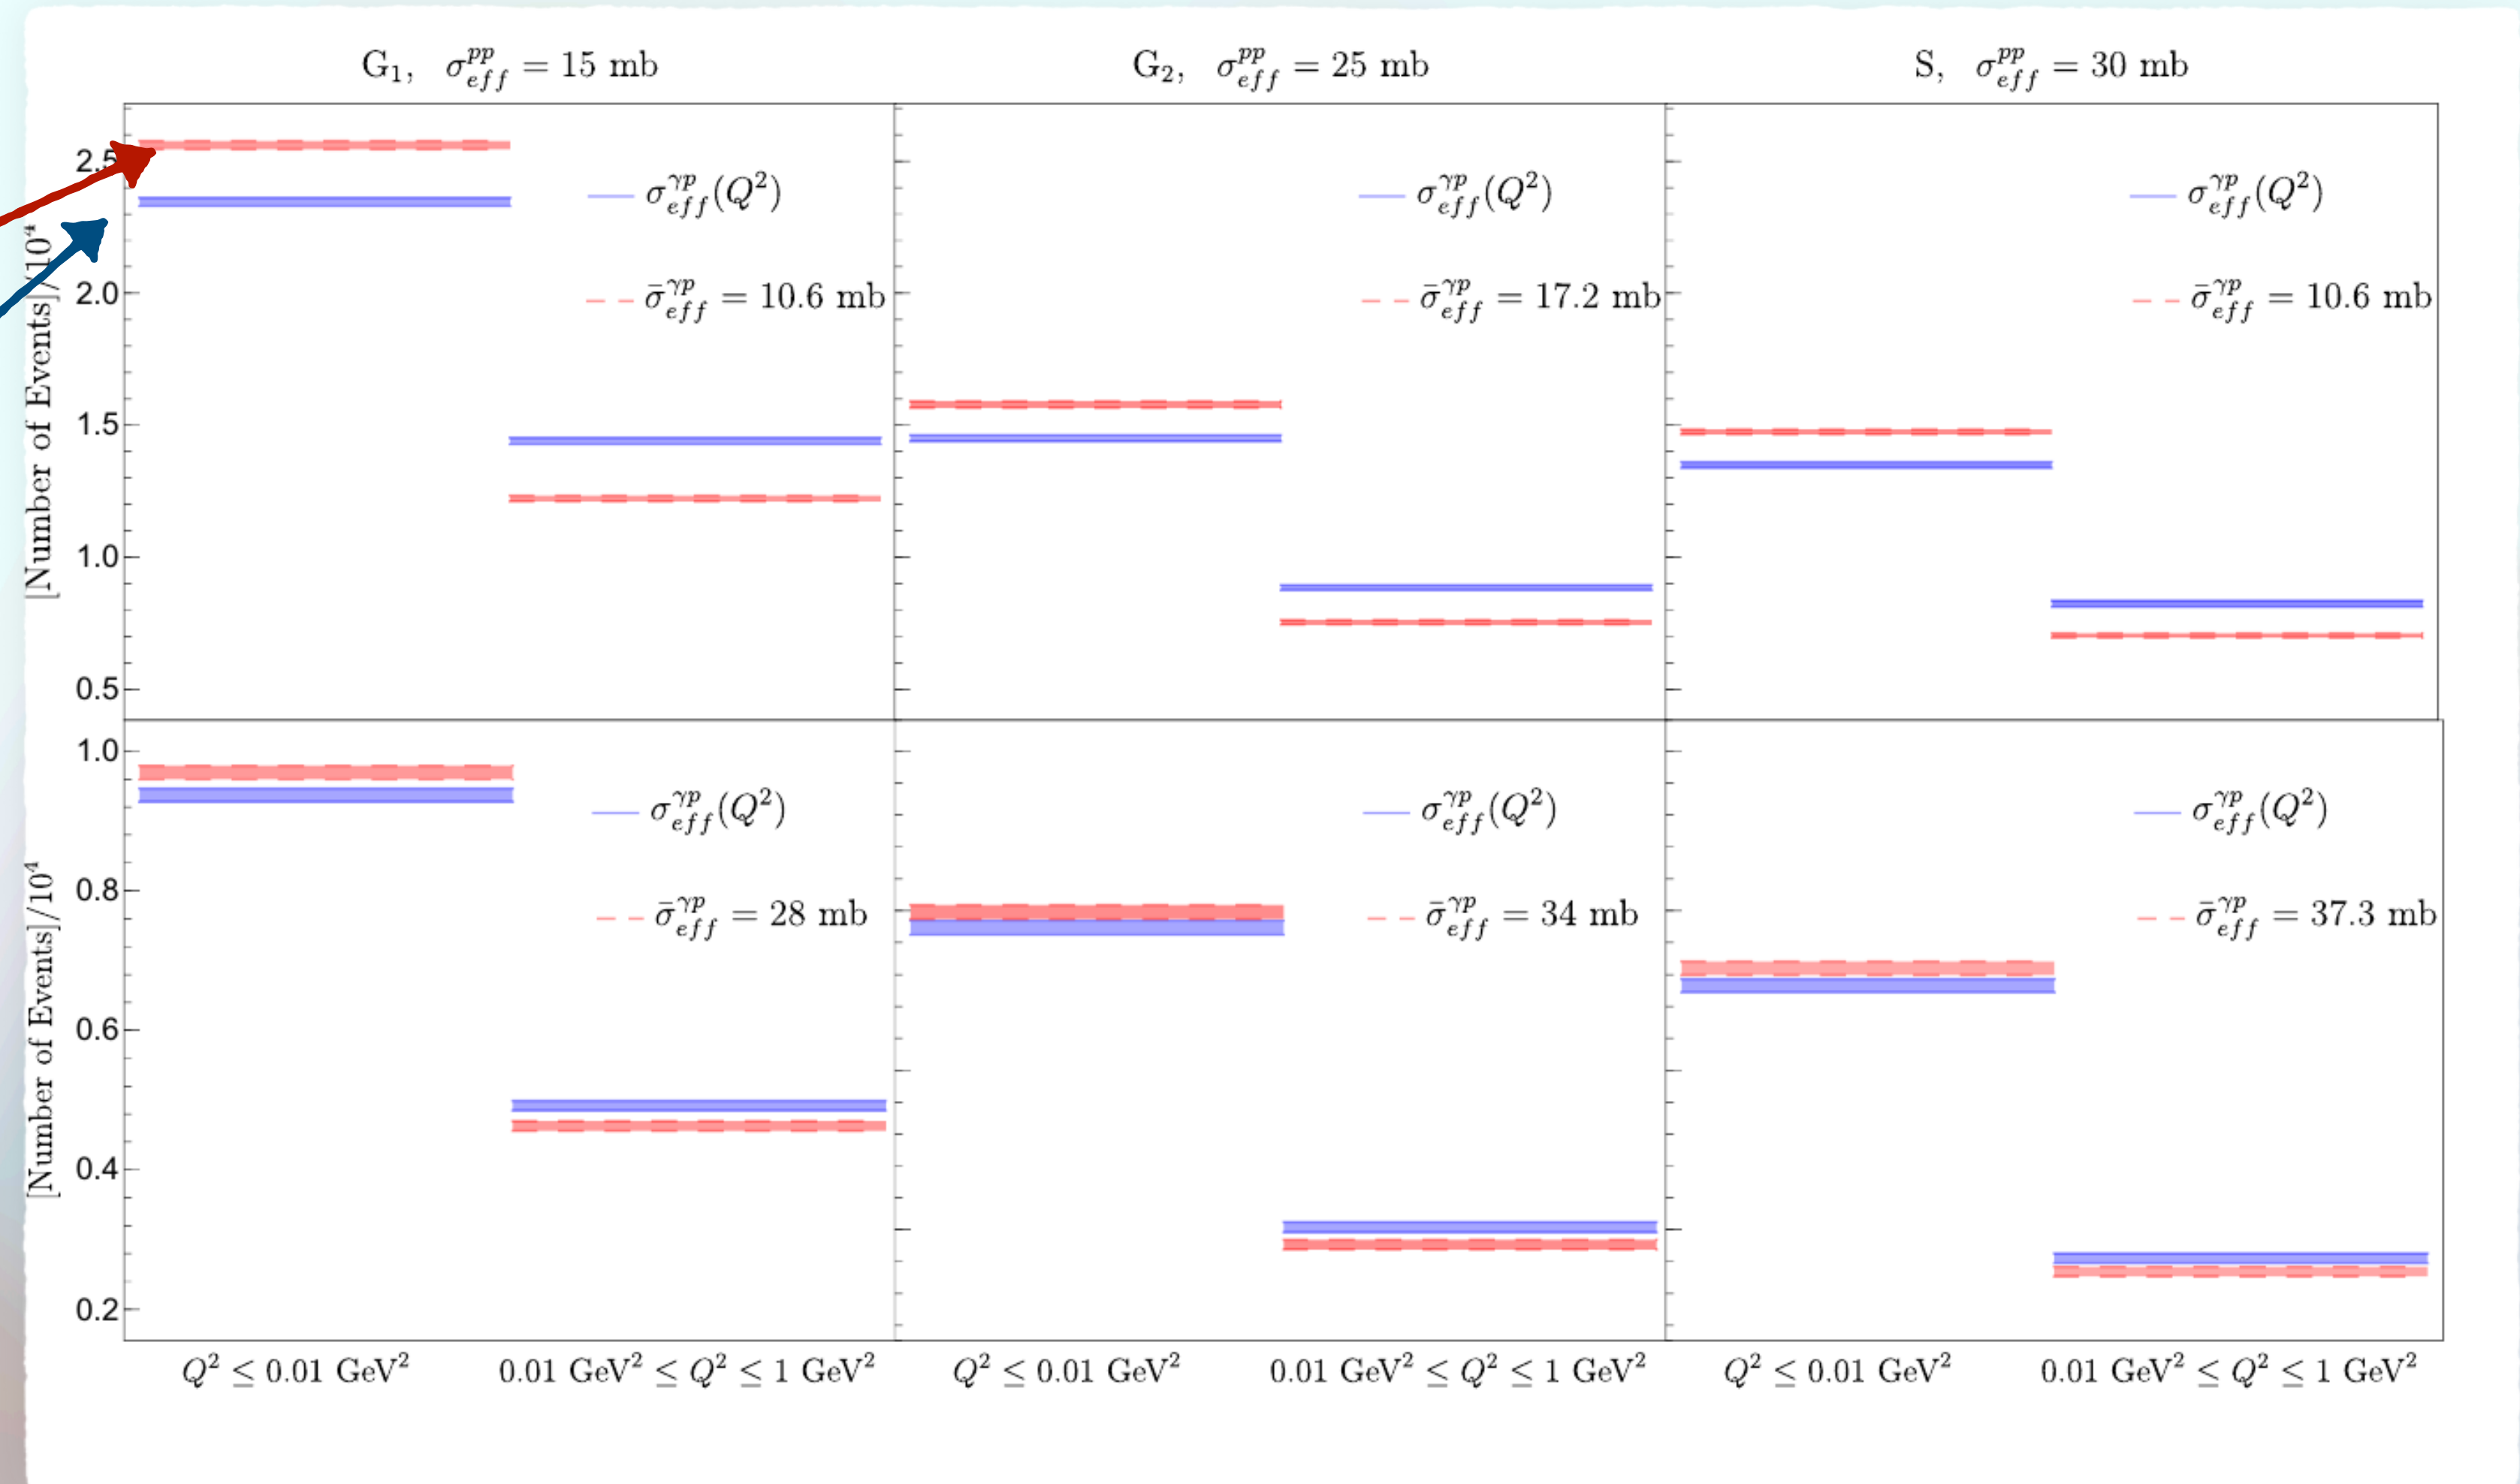 G₁, σ^{pp}_{eff} = 15 mb
G₂, σ^{pp}_{eff} = 25 mb
S, σ^{pp}_{eff} = 30 mb
[Number of Events]/10⁴
2.5
2.0
1.5
1.0
0.5
σ^{γp}_{eff}(Q²)
σ̄^{γp}_{eff} = 10.6 mb
σ^{γp}_{eff}(Q²)
σ̄^{γp}_{eff} = 17.2 mb
σ^{γp}_{eff}(Q²)
σ̄^{γp}_{eff} = 10.6 mb
[Number of Events]/10⁴
1.0
0.8
0.6
0.4
0.2
σ^{γp}_{eff}(Q²)
σ̄^{γp}_{eff} = 28 mb
σ^{γp}_{eff}(Q²)
σ̄^{γp}_{eff} = 34 mb
σ^{γp}_{eff}(Q²)
σ̄^{γp}_{eff} = 37.3 mb
Q² ≤ 0.01 GeV²
0.01 GeV² ≤ Q² ≤ 1 GeV²
Q² ≤ 0.01 GeV²
0.01 GeV² ≤ Q² ≤ 1 GeV²
Q² ≤ 0.01 GeV²
0.01 GeV² ≤ Q² ≤ 1 GeV²